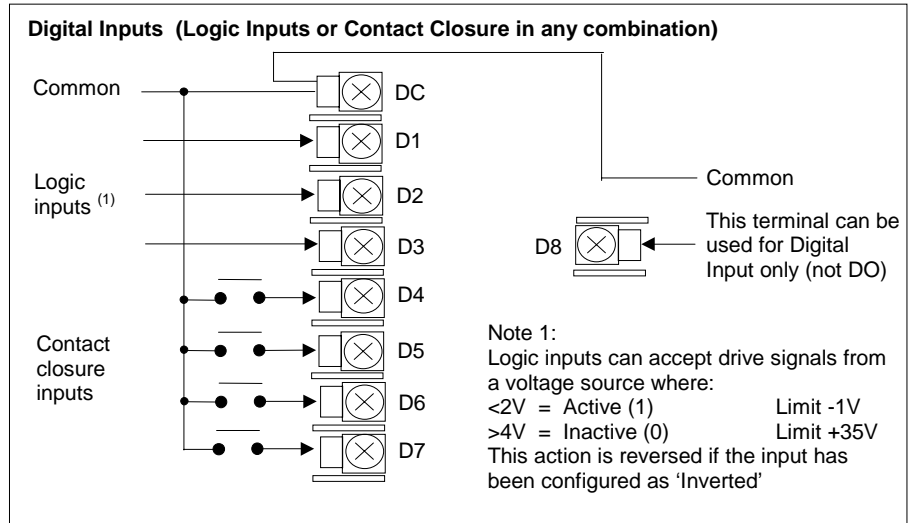 Digital Inputs (Logic Inputs or Contact Closure in any combination)
Common
DC
D1
Logic
inputs (1)
D2
D3
D4
Contact
closure
inputs
D5
D6
D7
Common
D8
This terminal can be
used for Digital
Input only (not DO)
Note 1:
Logic inputs can accept drive signals from
a voltage source where:
<2V = Active (1) Limit -1V
>4V = Inactive (0) Limit +35V
This action is reversed if the input has
been configured as ‘Inverted’